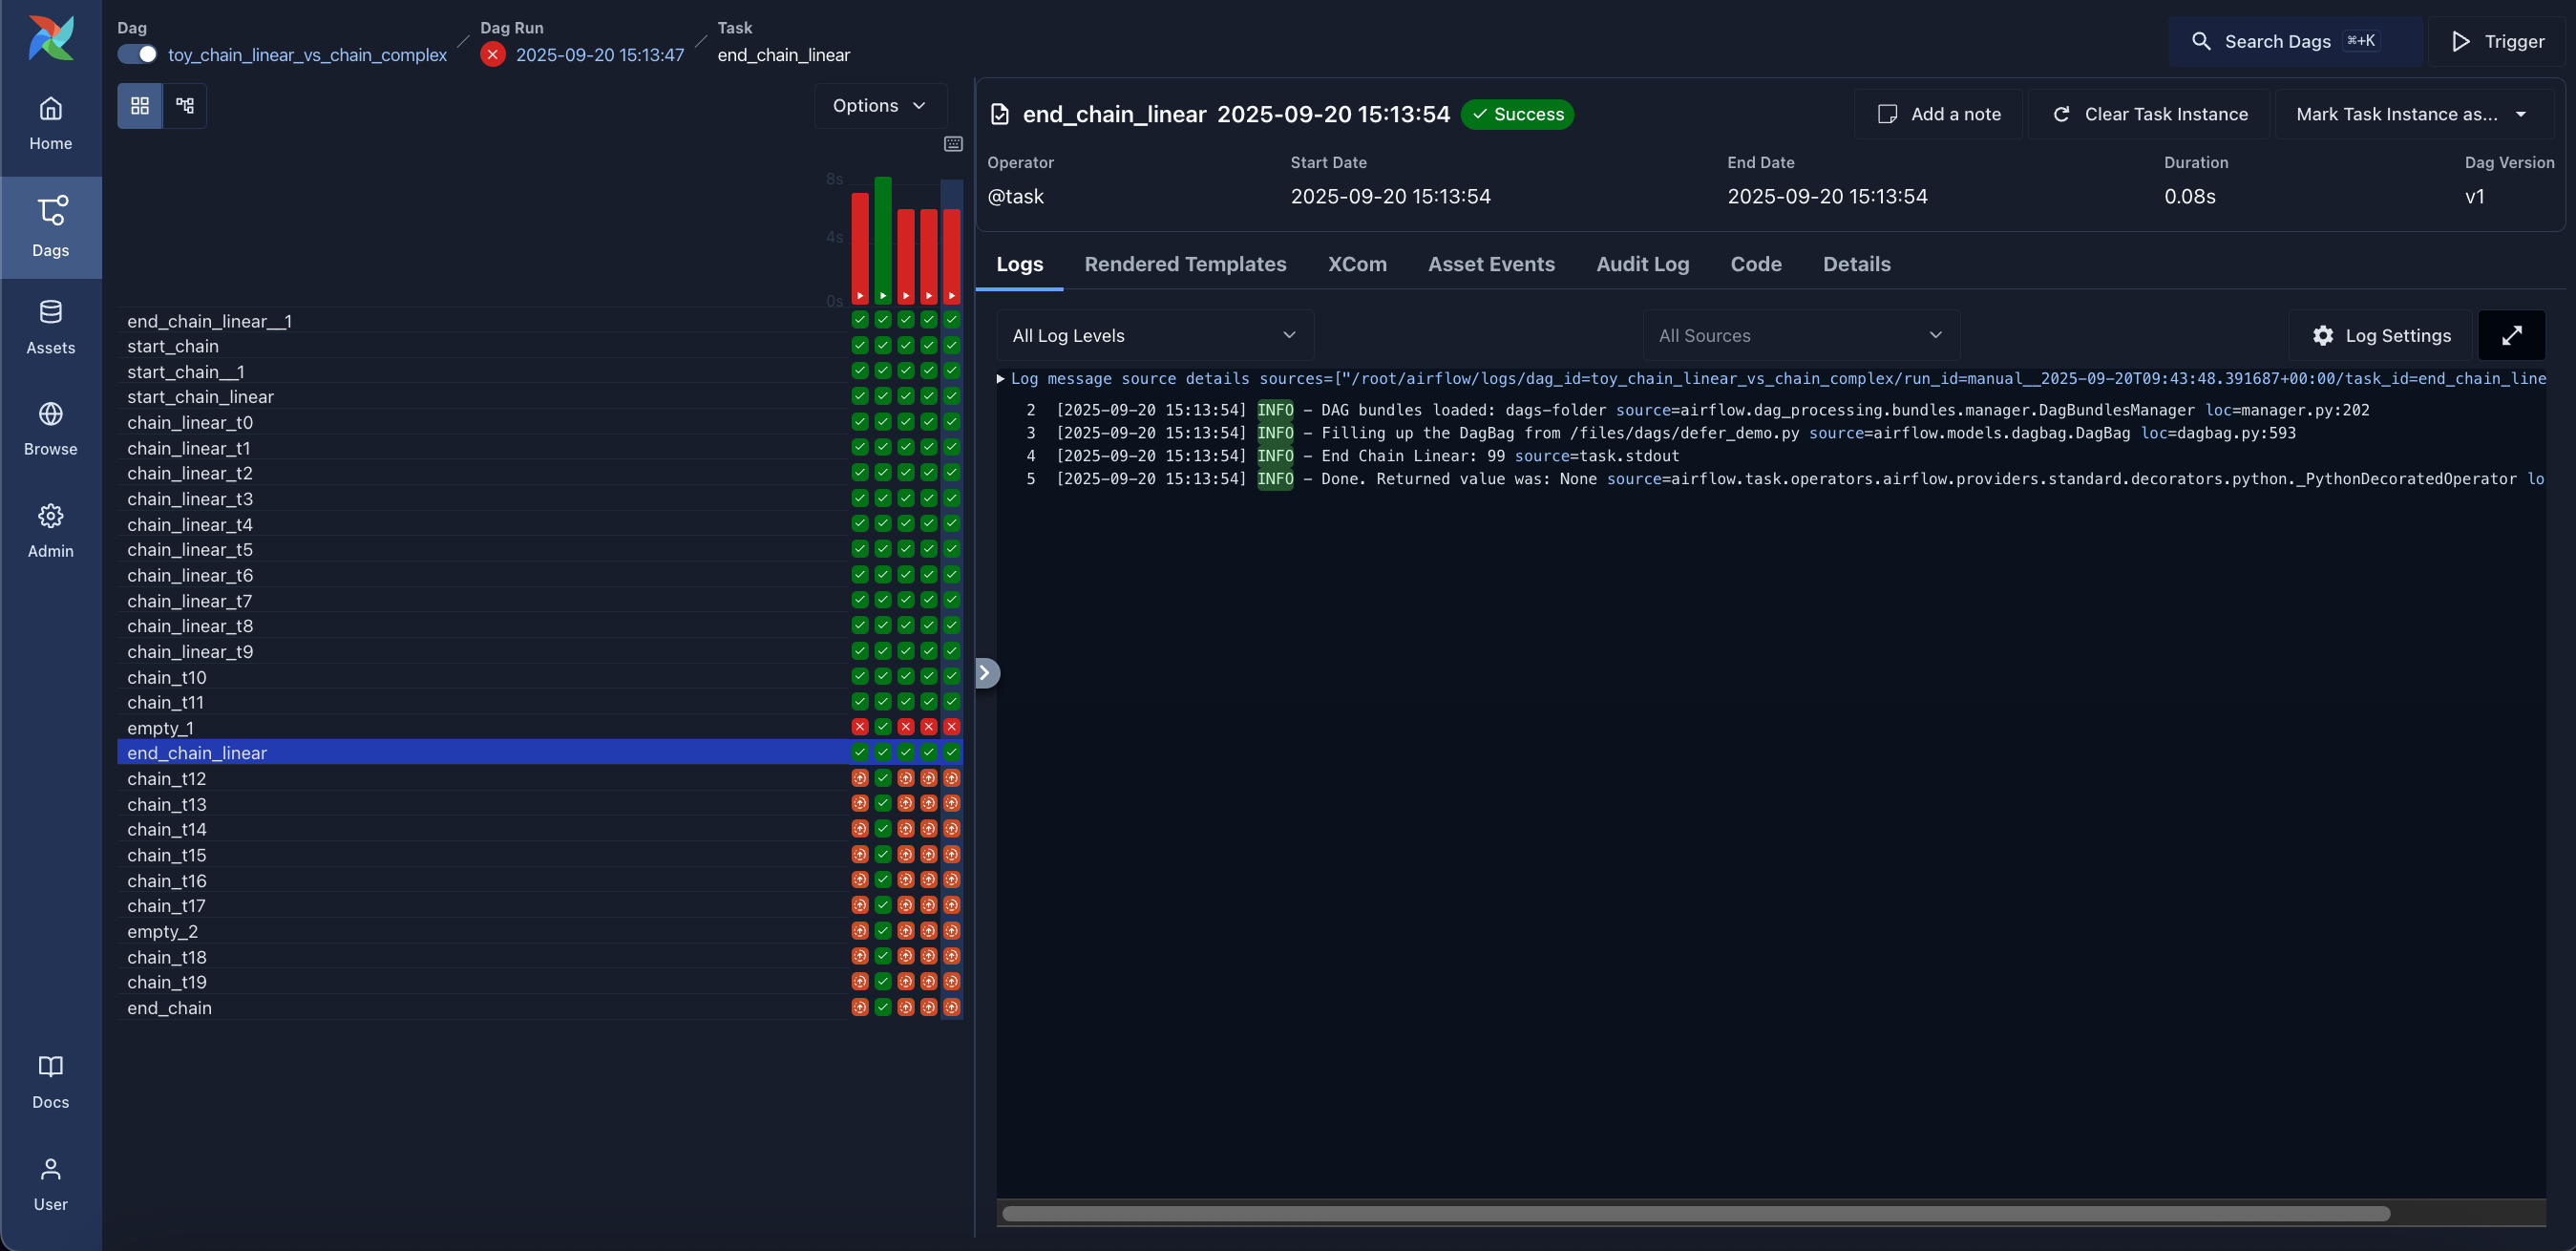 Dag
toy_chain_linear_vs_chain_complex
Dag Run
2025-09-20 15:13:47
Task
end_chain_linear
Search Dags ⌘+K
Trigger
Home
Dags
Assets
Browse
Admin
Docs
User
Options
8s
4s
0s
end_chain_linear__1
start_chain
start_chain__1
start_chain_linear
chain_linear_t0
chain_linear_t1
chain_linear_t2
chain_linear_t3
chain_linear_t4
chain_linear_t5
chain_linear_t6
chain_linear_t7
chain_linear_t8
chain_linear_t9
chain_t10
chain_t11
empty_1
end_chain_linear
chain_t12
chain_t13
chain_t14
chain_t15
chain_t16
chain_t17
empty_2
chain_t18
chain_t19
end_chain
end_chain_linear 2025-09-20 15:13:54 Success
Add a note
Clear Task Instance
Mark Task Instance as...
Operator
@task
Start Date
2025-09-20 15:13:54
End Date
2025-09-20 15:13:54
Duration
0.08s
Dag Version
v1
Logs Rendered Templates XCom Asset Events Audit Log Code Details
All Log Levels
All Sources
Log Settings
Log message source details sources=["/root/airflow/logs/dag_id=toy_chain_linear_vs_chain_complex/run_id=manual__2025-09-20T09:43:48.391687+00:00/task_id=end_chain_line
2 [2025-09-20 15:13:54] INFO - DAG bundles loaded: dags-folder source=airflow.dag_processing.bundles.manager.DagBundlesManager loc=manager.py:202
3 [2025-09-20 15:13:54] INFO - Filling up the DagBag from /files/dags/defer_demo.py source=airflow.models.dagbag.DagBag loc=dagbag.py:593
4 [2025-09-20 15:13:54] INFO - End Chain Linear: 99 source=task.stdout
5 [2025-09-20 15:13:54] INFO - Done. Returned value was: None source=airflow.task.operators.airflow.providers.standard.decorators.python._PythonDecoratedOperator lo